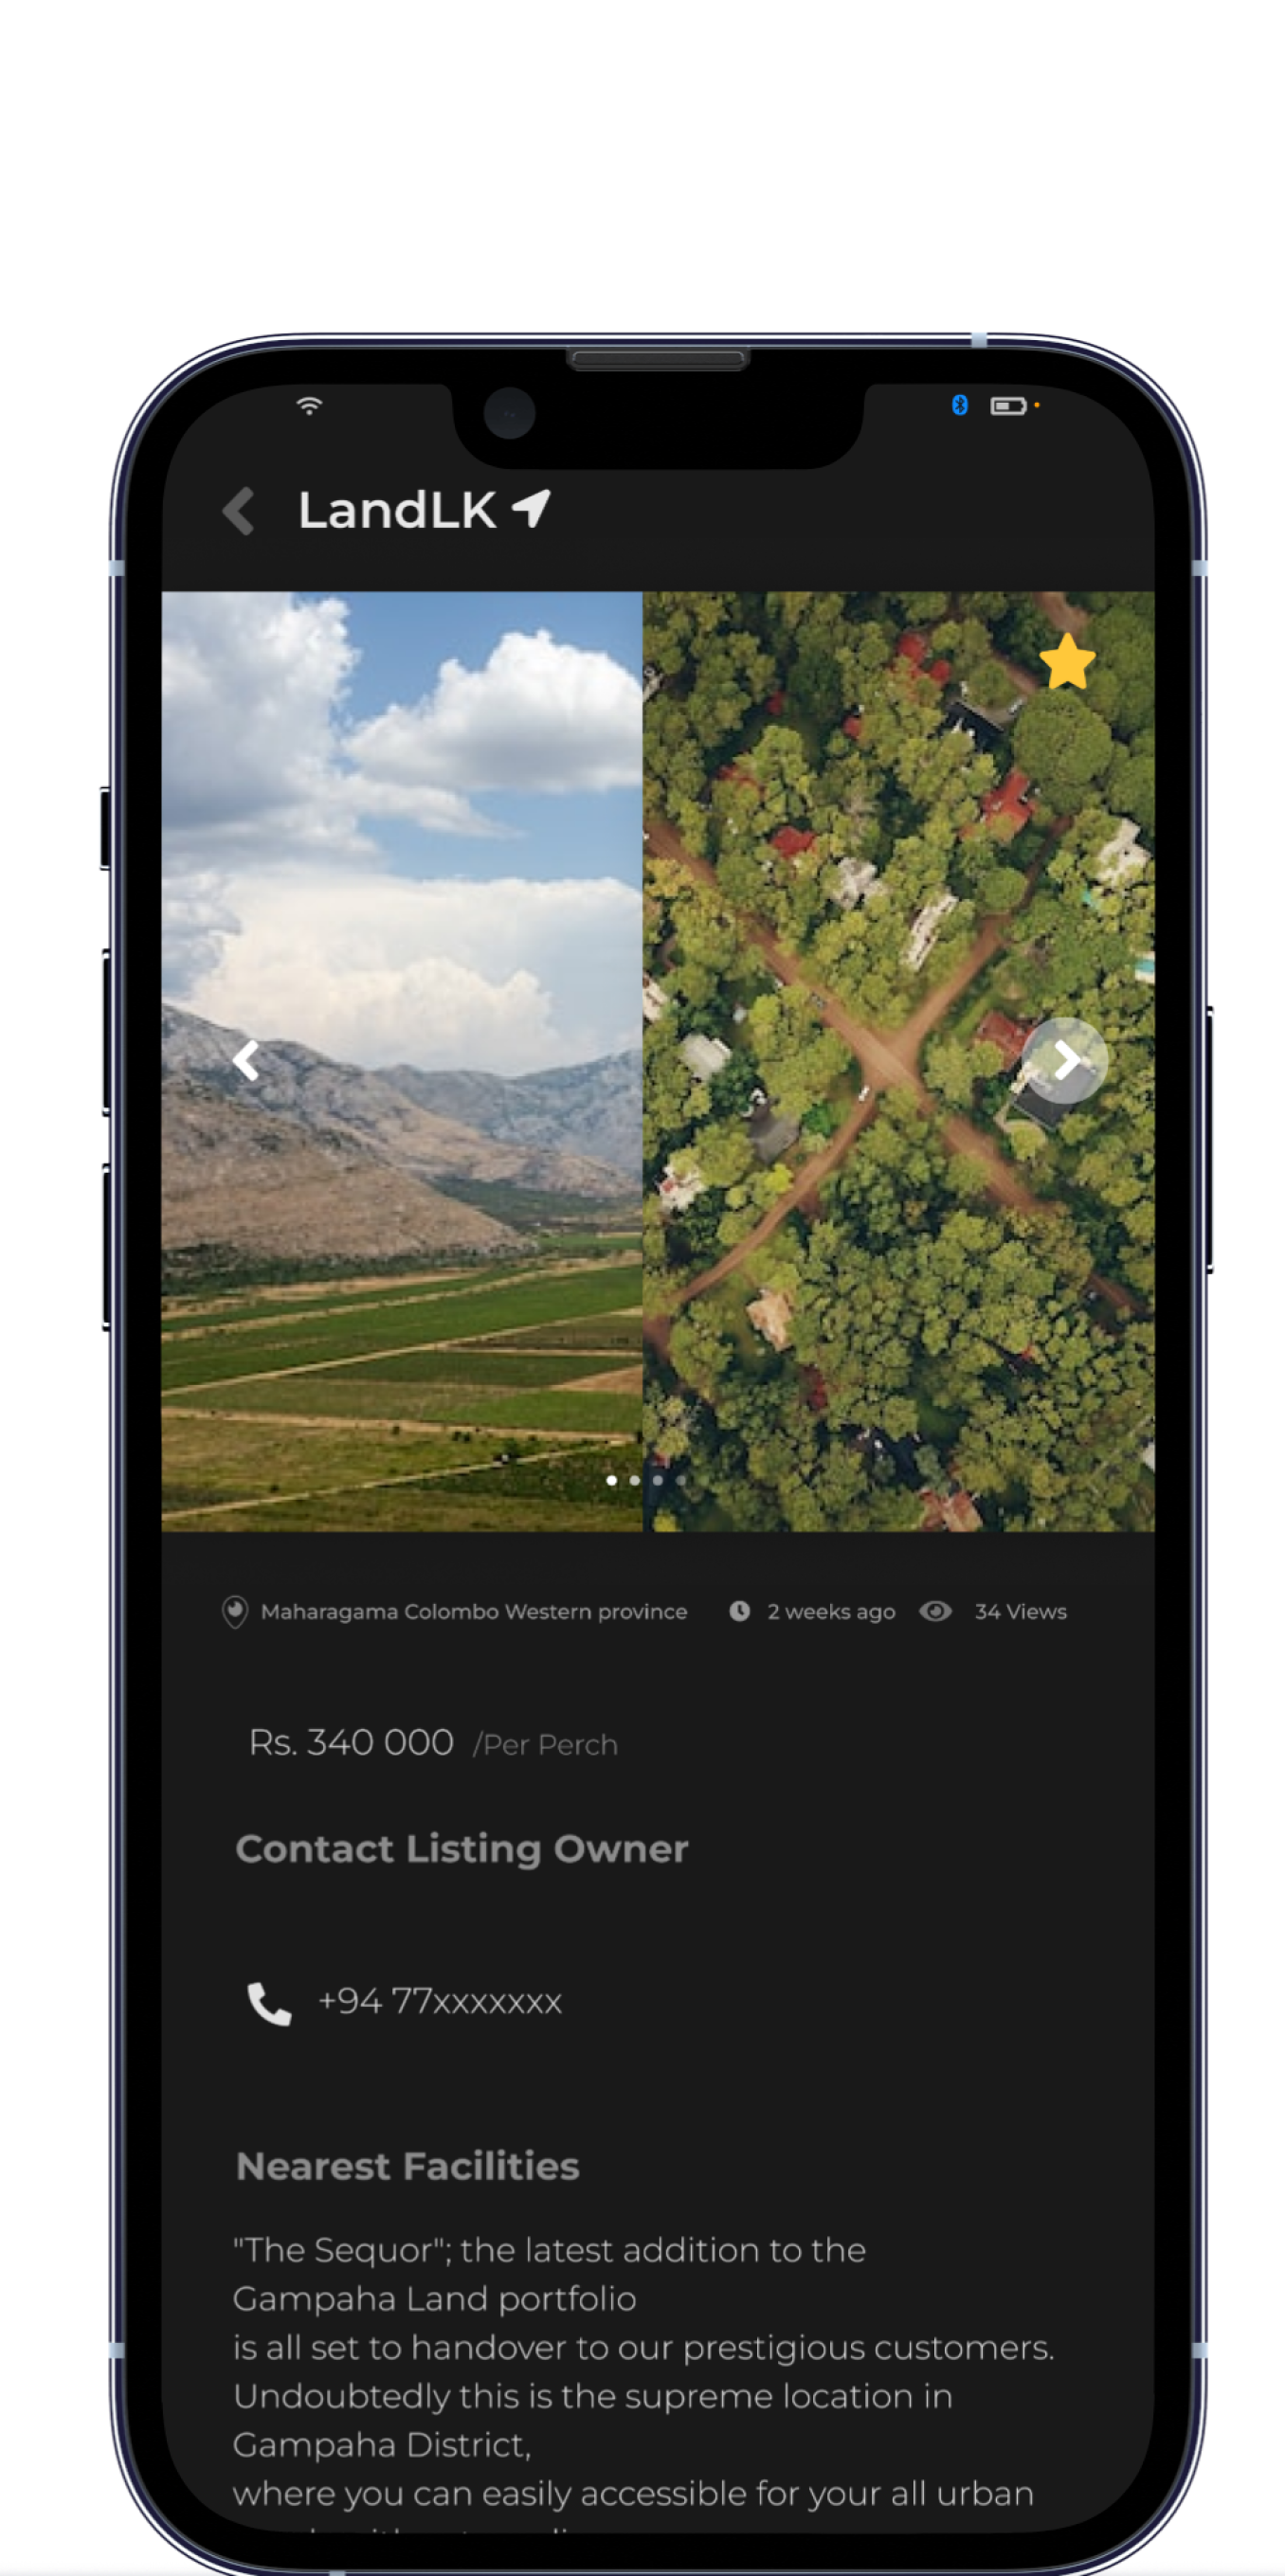 LandLK
Maharagama Colombo Western province 2 weeks ago 34 Views
Rs. 340 000 /Per Perch
Contact Listing Owner
+94 77xxxxxxx
Nearest Facilities
"The Sequor"; the latest addition to the
Gampaha Land portfolio
is all set to handover to our prestigious customers.
Undoubtedly this is the supreme location in
Gampaha District,
where you can easily accessible for your all urban